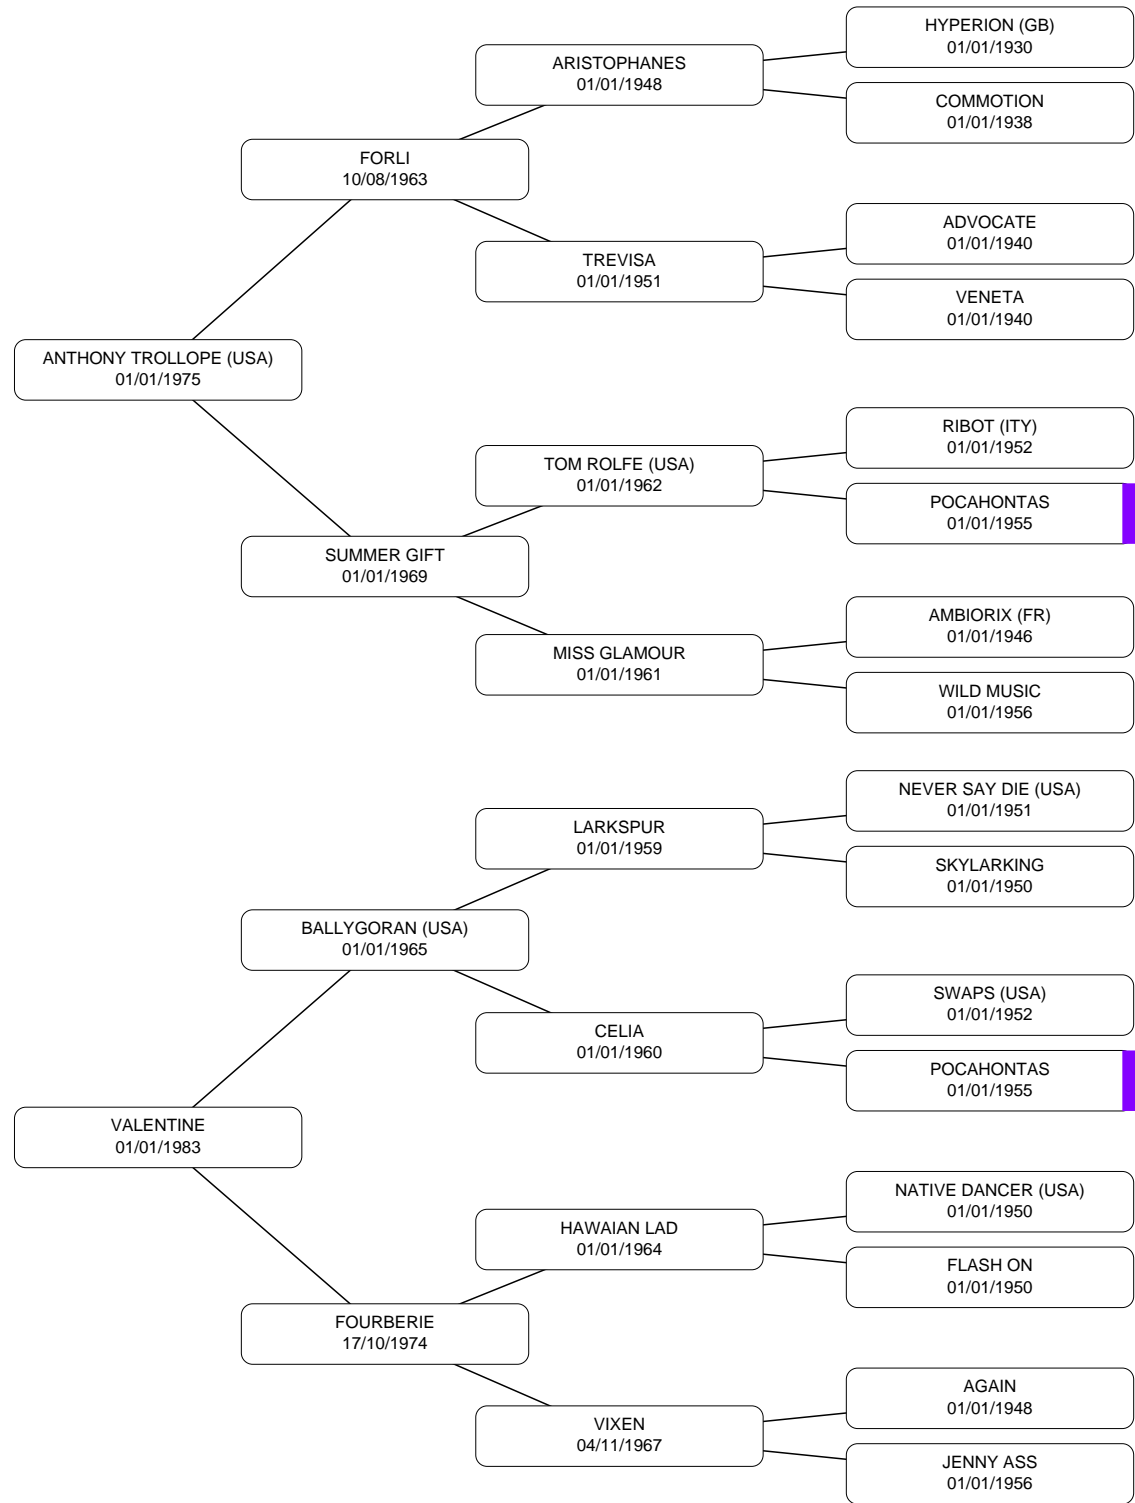 HYPERION (GB)
01/01/1930
ARISTOPHANES
01/01/1948
COMMOTION
01/01/1938
FORLI
10/08/1963
ADVOCATE
01/01/1940
TREVISA
01/01/1951
VENETA
01/01/1940
ANTHONY TROLLOPE (USA)
01/01/1975
RIBOT (ITY)
01/01/1952
TOM ROLFE (USA)
01/01/1962
POCAHONTAS
01/01/1955
SUMMER GIFT
01/01/1969
AMBIORIX (FR)
01/01/1946
MISS GLAMOUR
01/01/1961
WILD MUSIC
01/01/1956
NEVER SAY DIE (USA)
01/01/1951
LARKSPUR
01/01/1959
SKYLARKING
01/01/1950
BALLYGORAN (USA)
01/01/1965
SWAPS (USA)
01/01/1952
CELIA
01/01/1960
POCAHONTAS
01/01/1955
VALENTINE
01/01/1983
NATIVE DANCER (USA)
01/01/1950
HAWAIAN LAD
01/01/1964
FLASH ON
01/01/1950
FOURBERIE
17/10/1974
AGAIN
01/01/1948
VIXEN
04/11/1967
JENNY ASS
01/01/1956